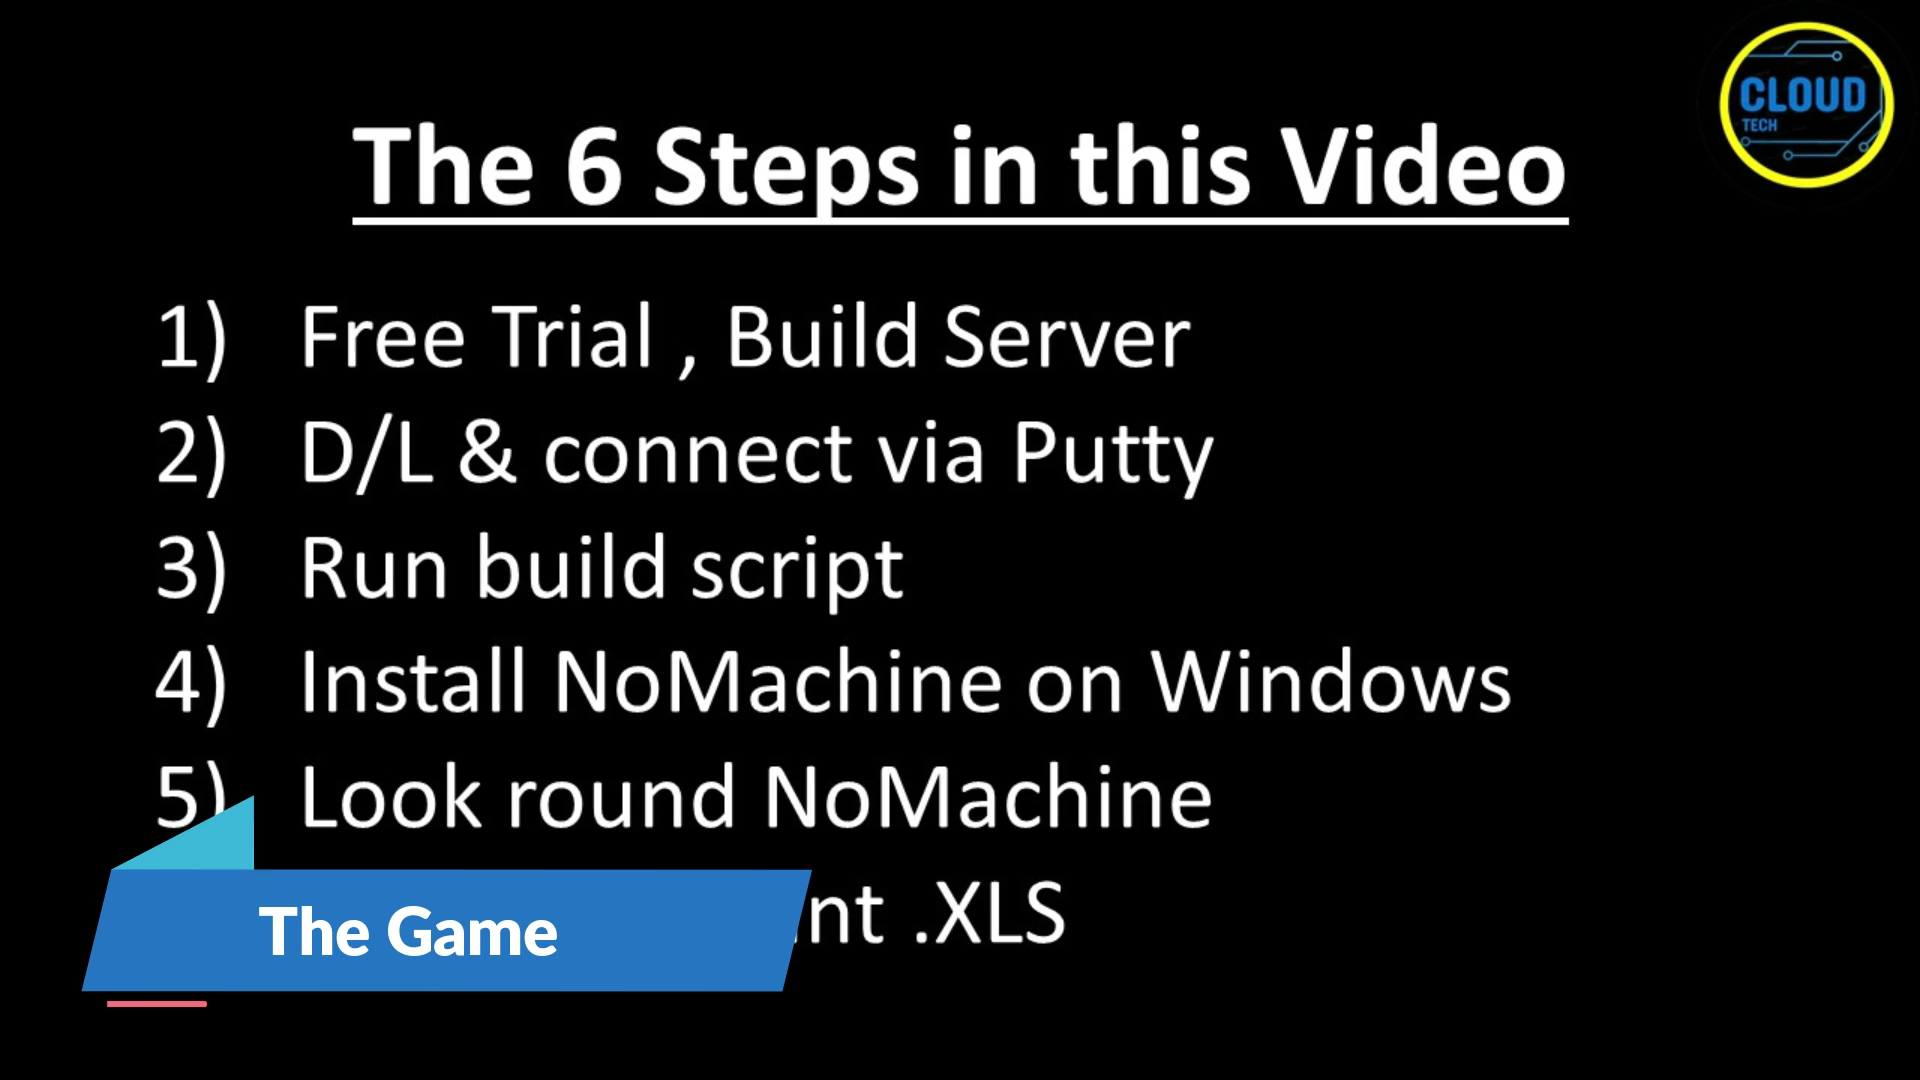 CLOUD
TECH
The 6 Steps in this Video
1) Free Trial , Build Server
2) D/L & connect via Putty
3) Run build script
4) Install NoMachine on Windows
5) Look round NoMachine
.XLS
The Game